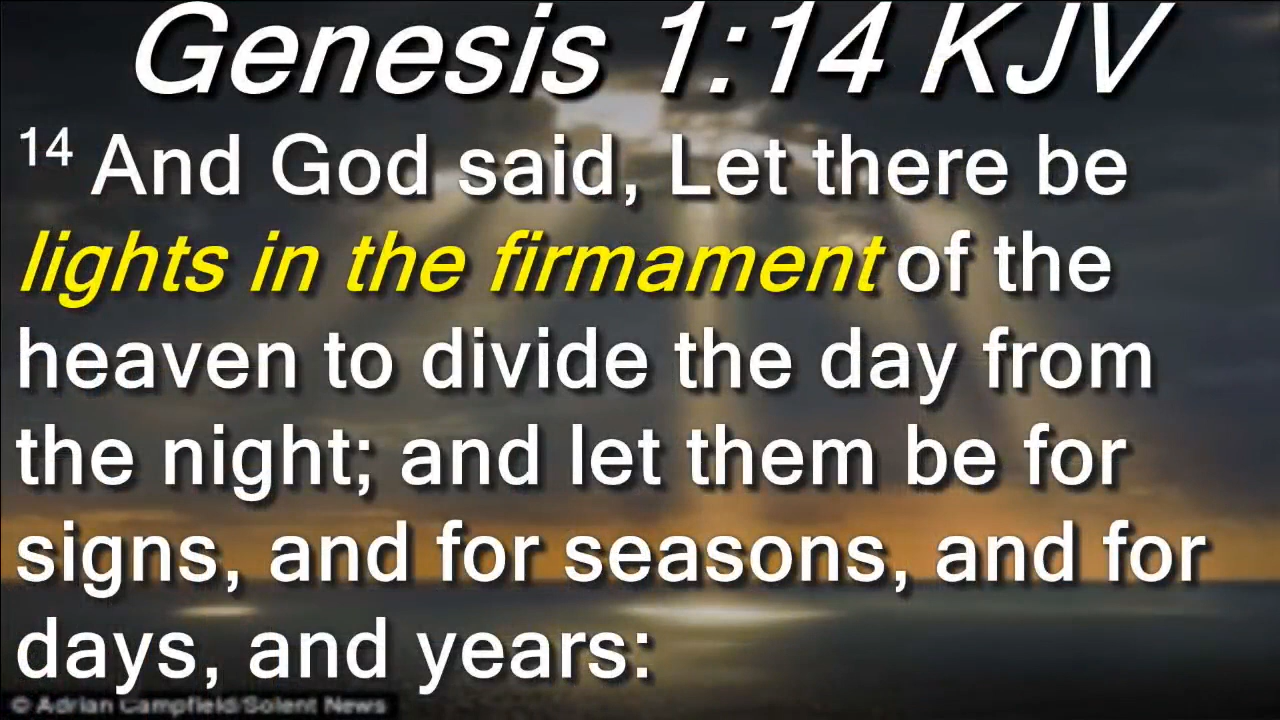 Genesis 1:14 KJV
14 And God said, Let there be
lights in the firmament of the
heaven to divide the day from
the night; and let them be for
signs, and for seasons, and for
days, and years:
© Adrian Campfield/Solent News